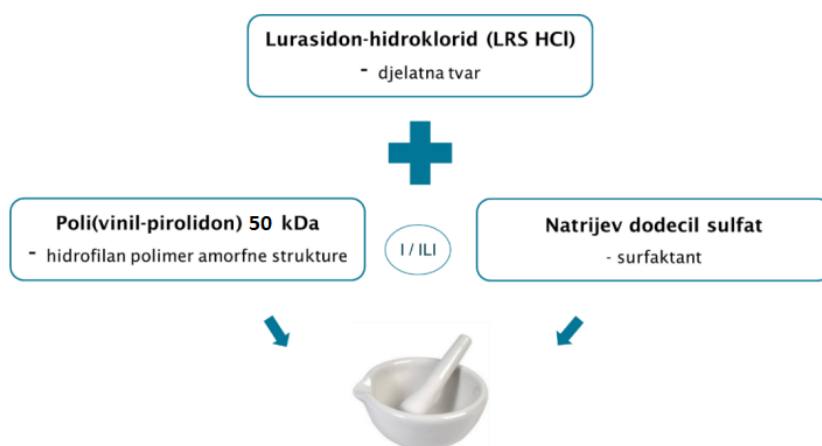 Lurasidon-hidroklorid (LRS HCl)
- djelatna tvar
Poli(vinil-pirolidon) 50 kDa
- hidrofilan polimer amorfne strukture
I / ILI
Natrijev dodecil sulfat
- surfaktant